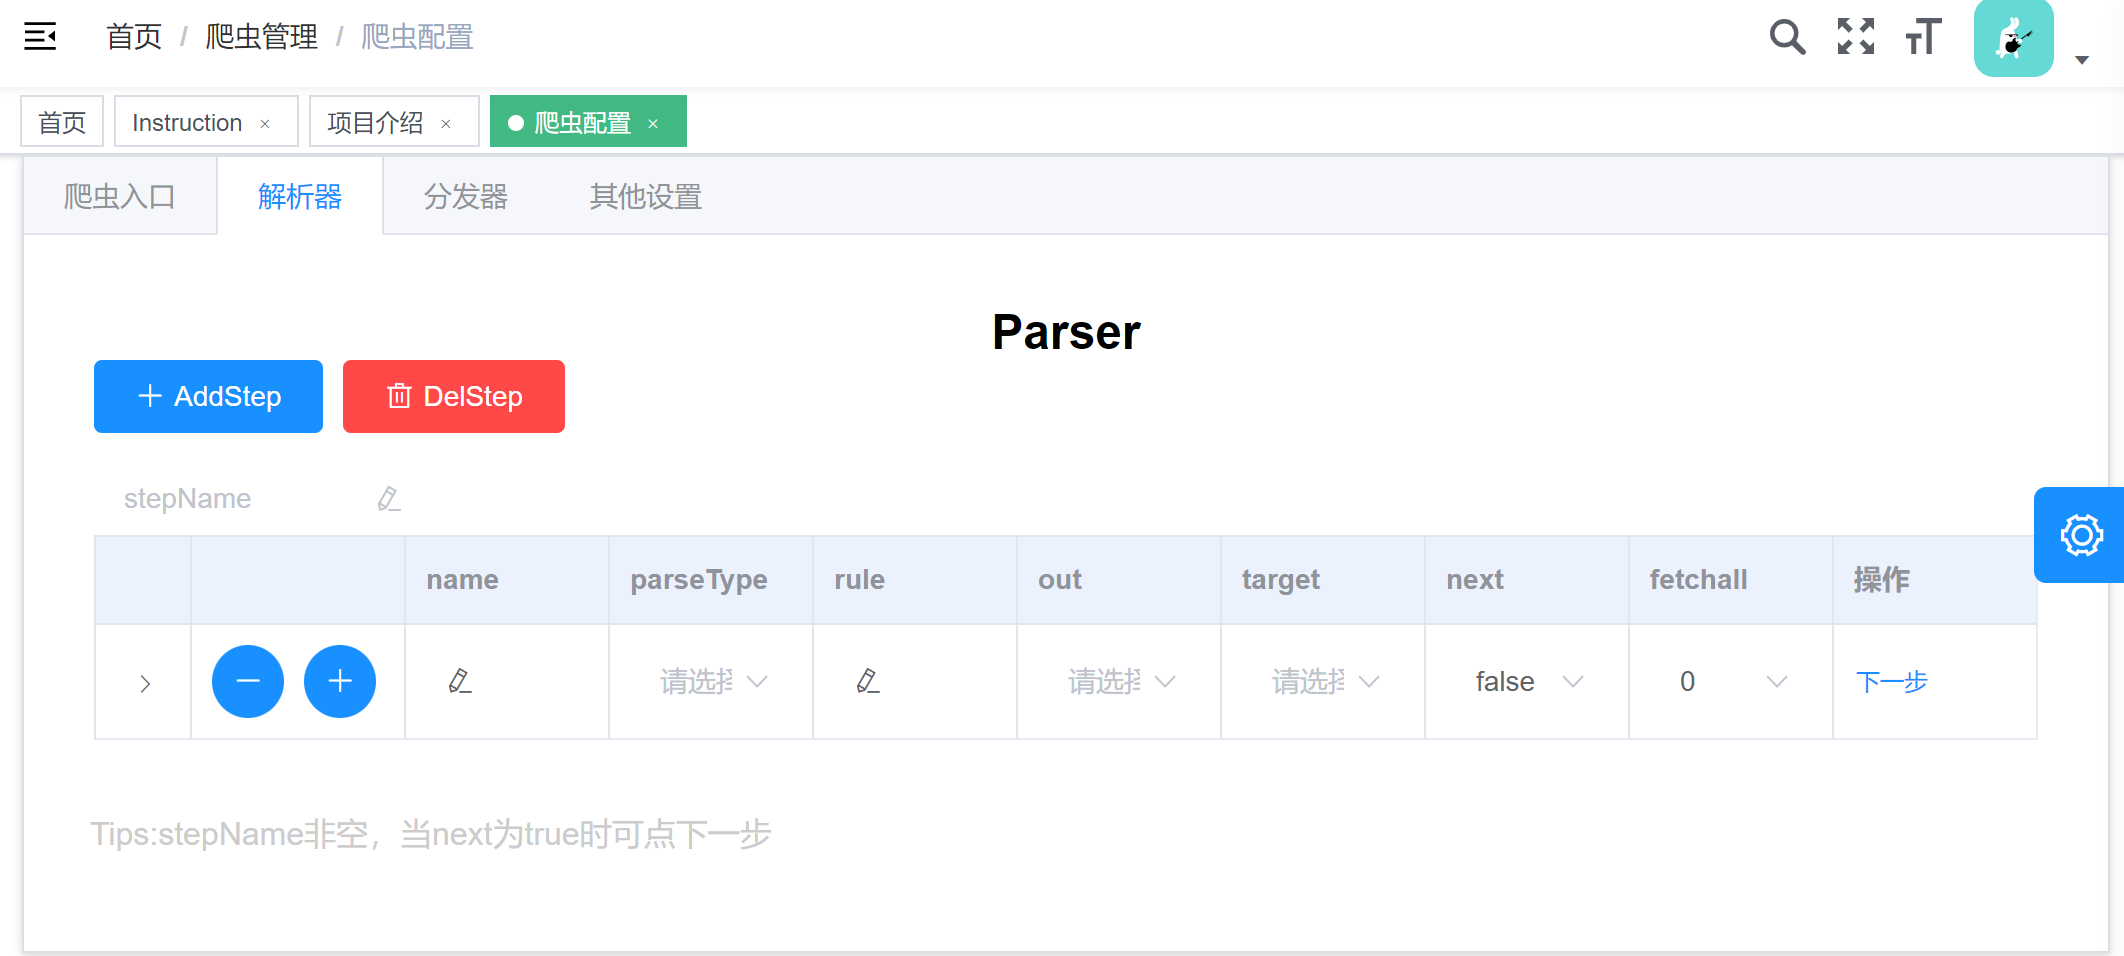 首页 / 爬虫管理 / 爬虫配置
首页 Instruction × 项目介绍 × 爬虫配置 ×
爬虫入口 解析器 分发器 其他设置
Parser
AddStep DelStep
stepName
name parseType rule out target next fetchall 操作
请选择 请选择 请选择 false 0 下一步
Tips:stepName非空，当next为true时可点下一步